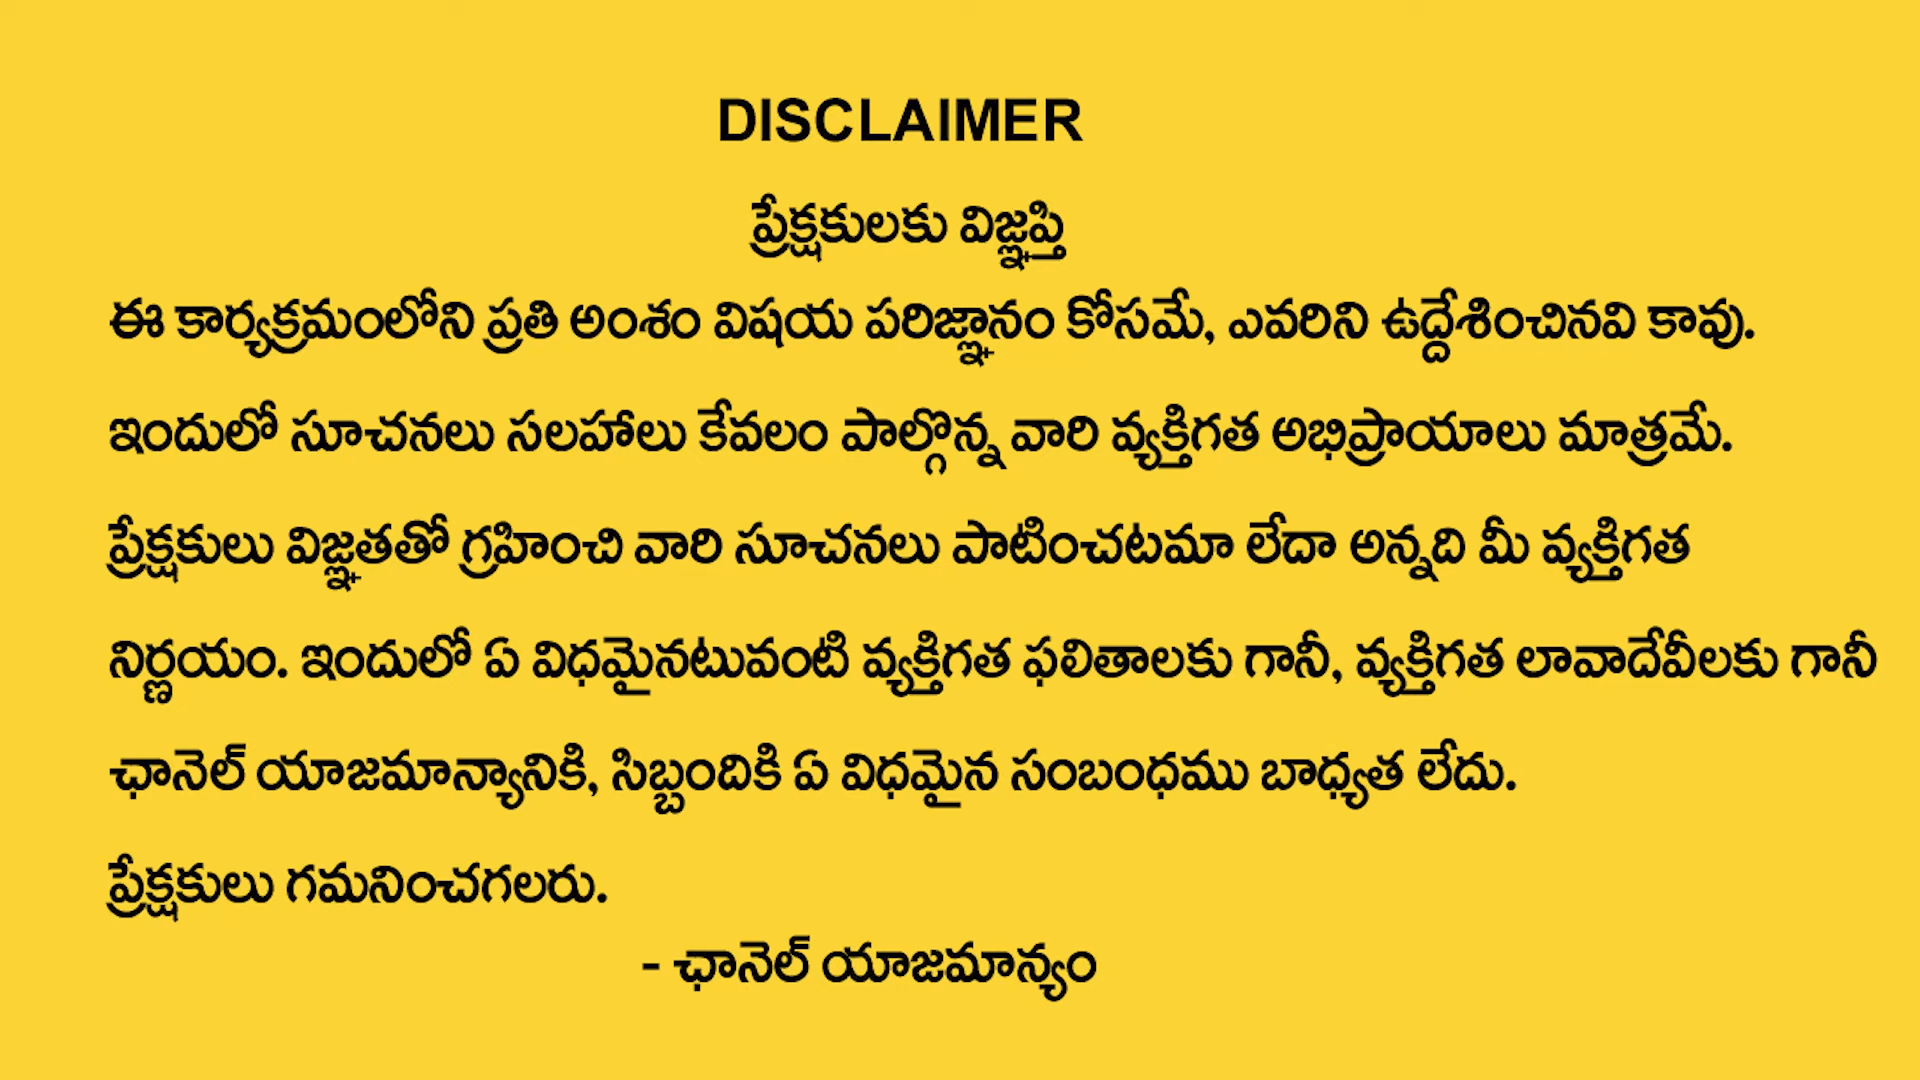 DISCLAIMER
ప్రేక్షకులకు విజ్ఞప్తి
ఈ కార్యక్రమంలోని ప్రతి అంశం విషయ పరిజ్ఞానం కోసమే, ఎవరిని ఉద్దేశించినవి కావు.
ఇందులో సూచనలు సలహాలు కేవలం పాల్గొన్న వారి వ్యక్తిగత అభిప్రాయాలు మాత్రమే.
ప్రేక్షకులు విజ్ఞతతో గ్రహించి వారి సూచనలు పాటించటమా లేదా అన్నది మీ వ్యక్తిగత
నిర్ణయం. ఇందులో ఏ విధమైనటువంటి వ్యక్తిగత ఫలితాలకు గానీ, వ్యక్తిగత లావాదేవీలకు గానీ
ఛానెల్ యాజమాన్యానికి, సిబ్బందికి ఏ విధమైన సంబంధము బాధ్యత లేదు.
ప్రేక్షకులు గమనించగలరు.
- ఛానెల్ యాజమాన్యం